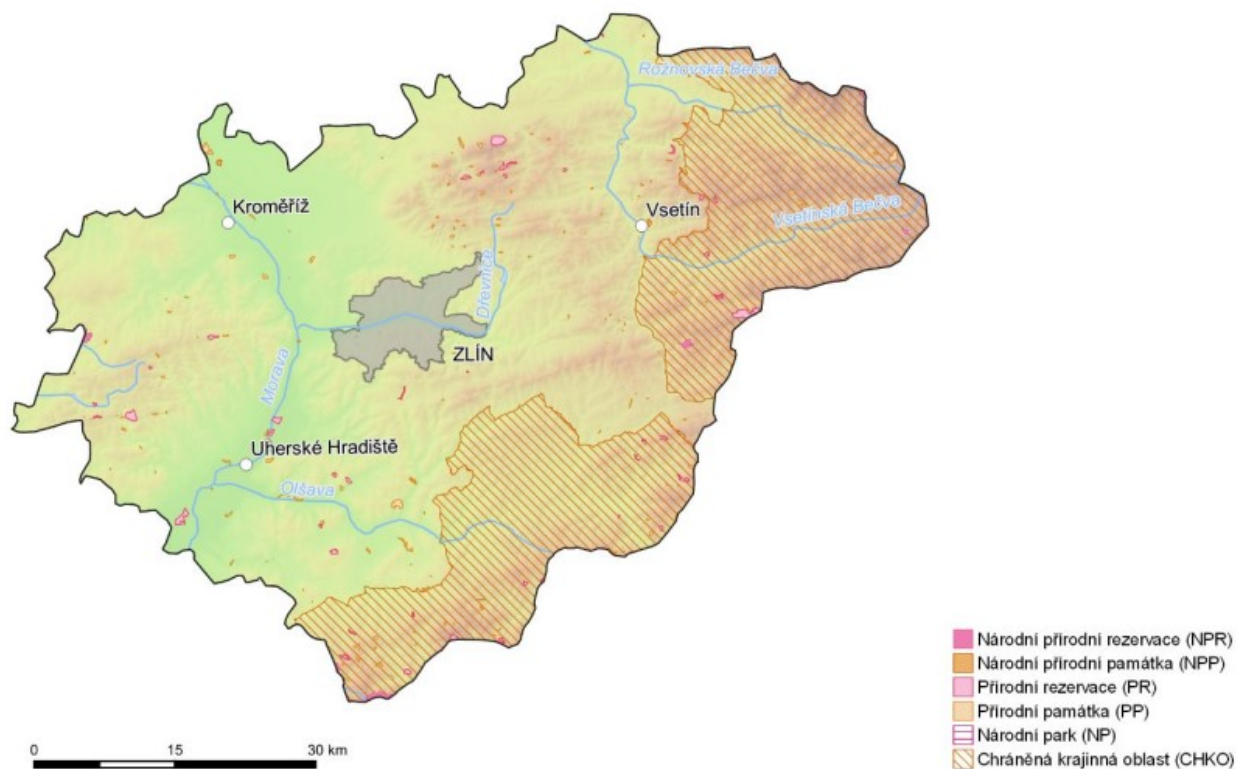 Rožnovská Bečva
Kroměříž
Vsetín
Vsetínská Bečva
Dřevnice
ZLÍN
Morava
Uherské Hradiště
Olšava
Národní přírodní rezervace (NPR)
Národní přírodní památka (NPP)
Přírodní rezervace (PR)
Přírodní památka (PP)
Národní park (NP)
Chráněná krajinná oblast (CHKO)
0 15 30 km